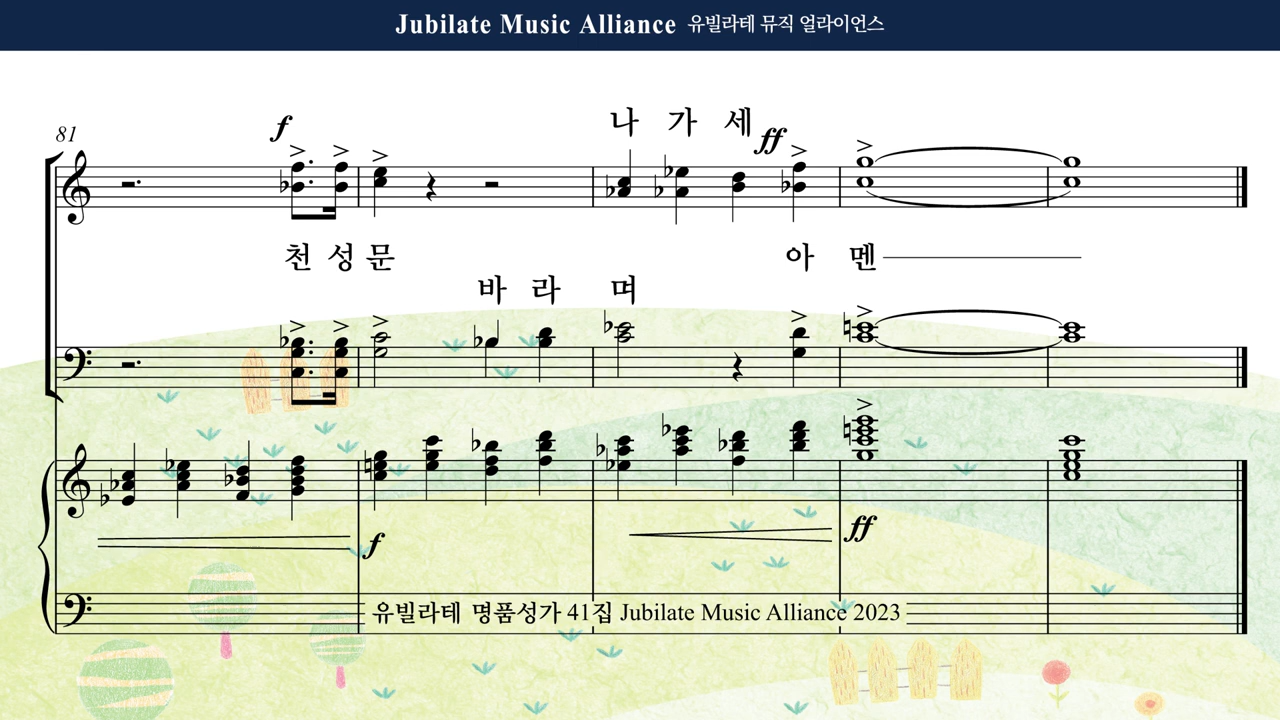 Jubilate Music Alliance 유빌라테 뮤직 얼라이언스
81
f
나 가 세
ff
천 성 문 아 멘
바 라 며
f
ff
유빌라테 명품성가 41집 Jubilate Music Alliance 2023